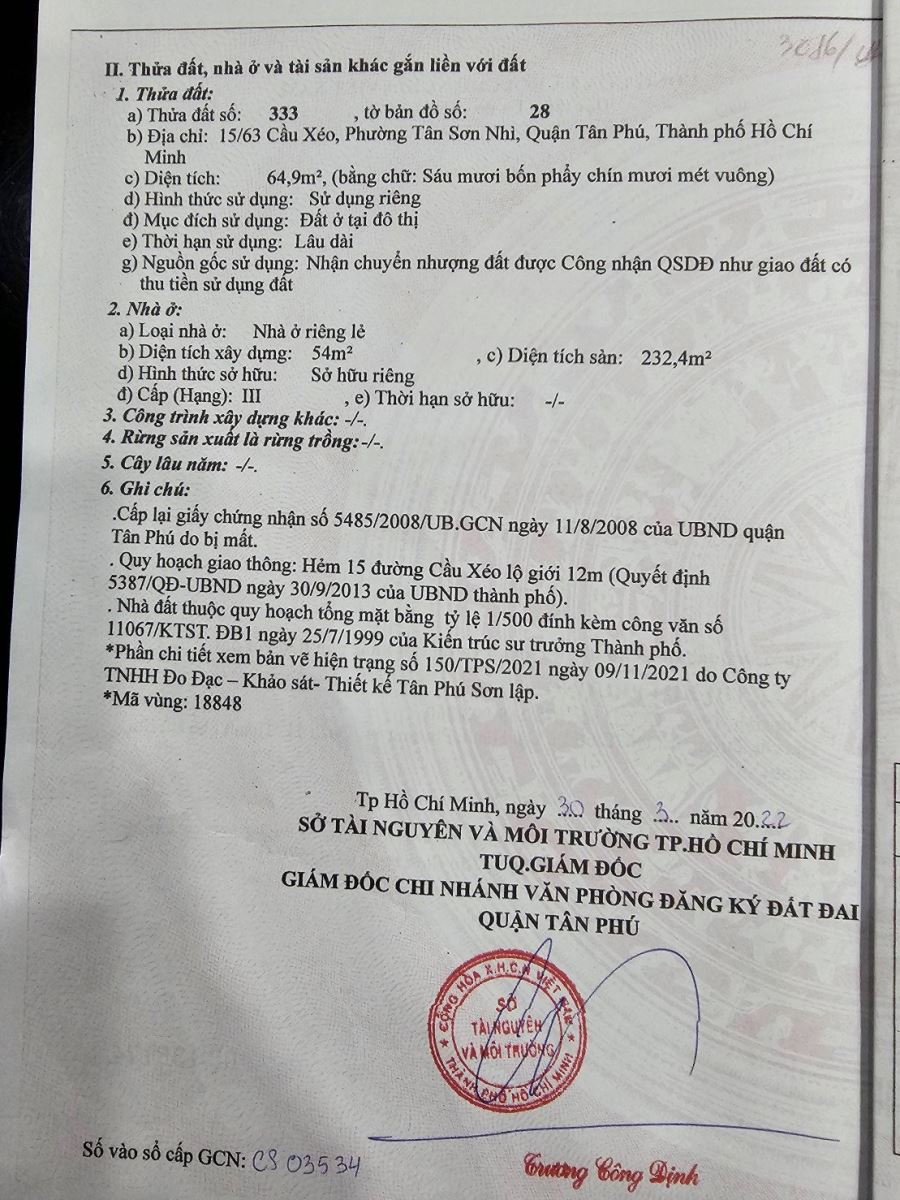 3086/
II. Thửa đất, nhà ở và tài sản khác gắn liền với đất
1. Thửa đất:
a) Thửa đất số: 333 , tờ bản đồ số: 28
b) Địa chỉ: 15/63 Cầu Xéo, Phường Tân Sơn Nhì, Quận Tân Phú, Thành phố Hồ Chí
Minh
c) Diện tích: 64,9m², (bằng chữ: Sáu mươi bốn phẩy chín mươi mét vuông)
d) Hình thức sử dụng: Sử dụng riêng
đ) Mục đích sử dụng: Đất ở tại đô thị
e) Thời hạn sử dụng: Lâu dài
g) Nguồn gốc sử dụng: Nhận chuyển nhượng đất được Công nhận QSDĐ như giao đất có
thu tiền sử dụng đất
2. Nhà ở:
a) Loại nhà ở: Nhà ở riêng lẻ
b) Diện tích xây dựng: 54m² , c) Diện tích sàn: 232,4m²
d) Hình thức sở hữu: Sở hữu riêng
đ) Cấp (Hạng): III , e) Thời hạn sở hữu: -/-
3. Công trình xây dựng khác: -/-.
4. Rừng sản xuất là rừng trồng:-/-.
5. Cây lâu năm: -/-.
6. Ghi chú:
.Cấp lại giấy chứng nhận số 5485/2008/UB.GCN ngày 11/8/2008 của UBND quận
Tân Phú do bị mất.
. Quy hoạch giao thông: Hẻm 15 đường Cầu Xéo lộ giới 12m (Quyết định
5387/QĐ-UBND ngày 30/9/2013 của UBND thành phố).
. Nhà đất thuộc quy hoạch tổng mặt bằng tỷ lệ 1/500 đính kèm công văn số
11067/KTST. ĐB1 ngày 25/7/1999 của Kiến trúc sư trưởng Thành phố.
*Phần chi tiết xem bản vẽ hiện trạng số 150/TPS/2021 ngày 09/11/2021 do Công ty
TNHH Đo Đạc – Khảo sát- Thiết kế Tân Phú Sơn lập.
*Mã vùng: 18848
Tp Hồ Chí Minh, ngày 30 tháng 3 năm 2022
SỞ TÀI NGUYÊN VÀ MÔI TRƯỜNG TP.HỒ CHÍ MINH
TUQ.GIÁM ĐỐC
GIÁM ĐỐC CHI NHÁNH VĂN PHÒNG ĐĂNG KÝ ĐẤT ĐAI
QUẬN TÂN PHÚ
CỘNG HÒA X.H.C.N VIỆT NAM
SỞ
TÀI NGUYÊN
VÀ MÔI TRƯỜNG
THÀNH PHỐ HỒ CHÍ MINH
Số vào sổ cấp GCN: CS 03534
Trương Công Định